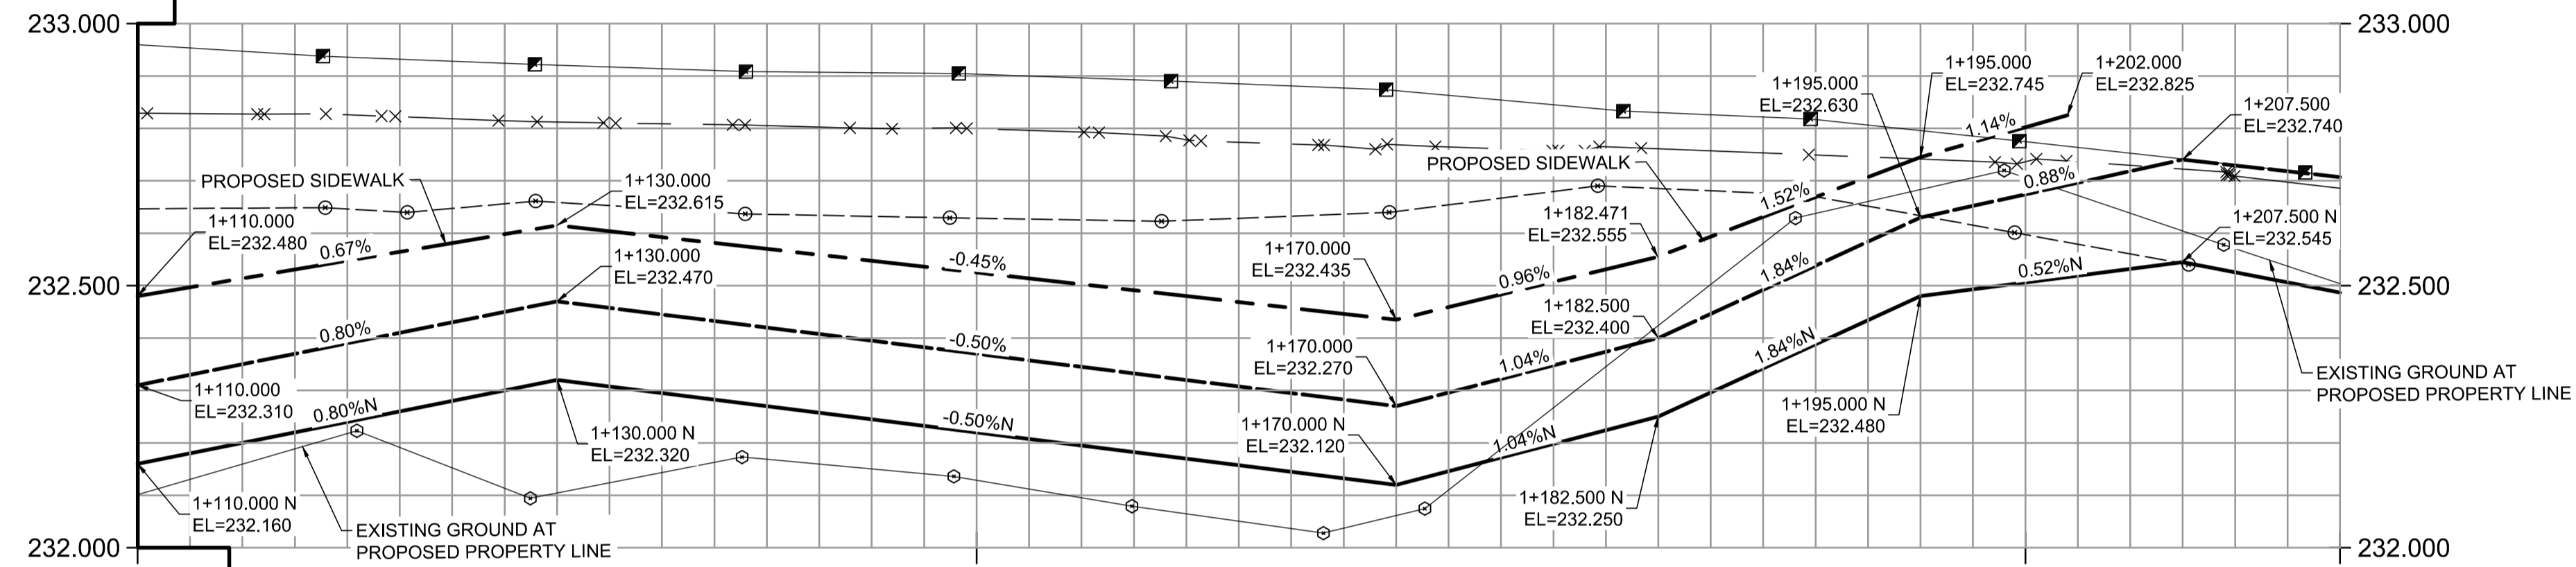 233.000
233.000
1+195.000
EL=232.745
1+202.000
EL=232.825
1+195.000
EL=232.630
1+207.500
EL=232.740
1.14%
PROPOSED SIDEWALK
PROPOSED SIDEWALK
1+130.000
EL=232.615
0.88%
1.52%
1+110.000
EL=232.480
0.67%
1+182.471
EL=232.555
1+207.500 N
EL=232.545
1+130.000
EL=232.470
-0.45%
1+170.000
EL=232.435
0.96%
1.84%
0.52%N
232.500
232.500
1+182.500
EL=232.400
0.80%
-0.50%
1+170.000
EL=232.270
1.04%
1.84%N
EXISTING GROUND AT
PROPOSED PROPERTY LINE
1+110.000
EL=232.310
0.80%N
-0.50%N
1+195.000 N
EL=232.480
1+130.000 N
EL=232.320
1+170.000 N
EL=232.120
1.04%N
1+110.000 N
EL=232.160
1+182.500 N
EL=232.250
EXISTING GROUND AT
PROPOSED PROPERTY LINE
232.000
232.000